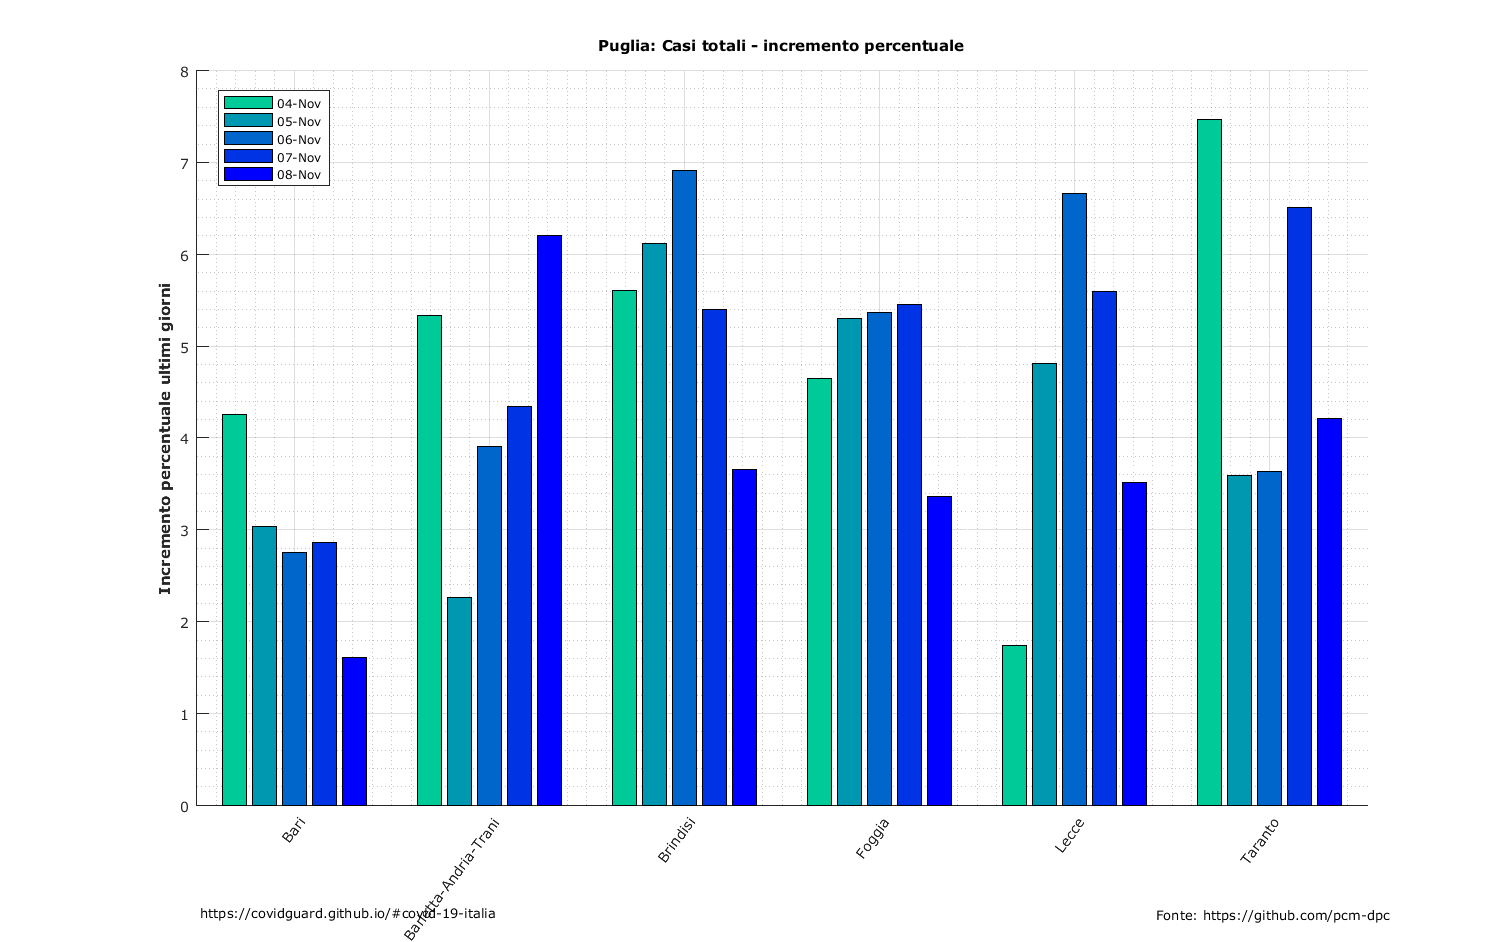 Puglia: Casi totali - incremento percentuale
8
7
6
5
4
3
2
1
0
Incremento percentuale ultimi giorni
04-Nov
05-Nov
06-Nov
07-Nov
08-Nov
Bari
Barletta-Andria-Trani
Brindisi
Foggia
Lecce
Taranto
https://covidguard.github.io/#covid-19-italia
Fonte: https://github.com/pcm-dpc